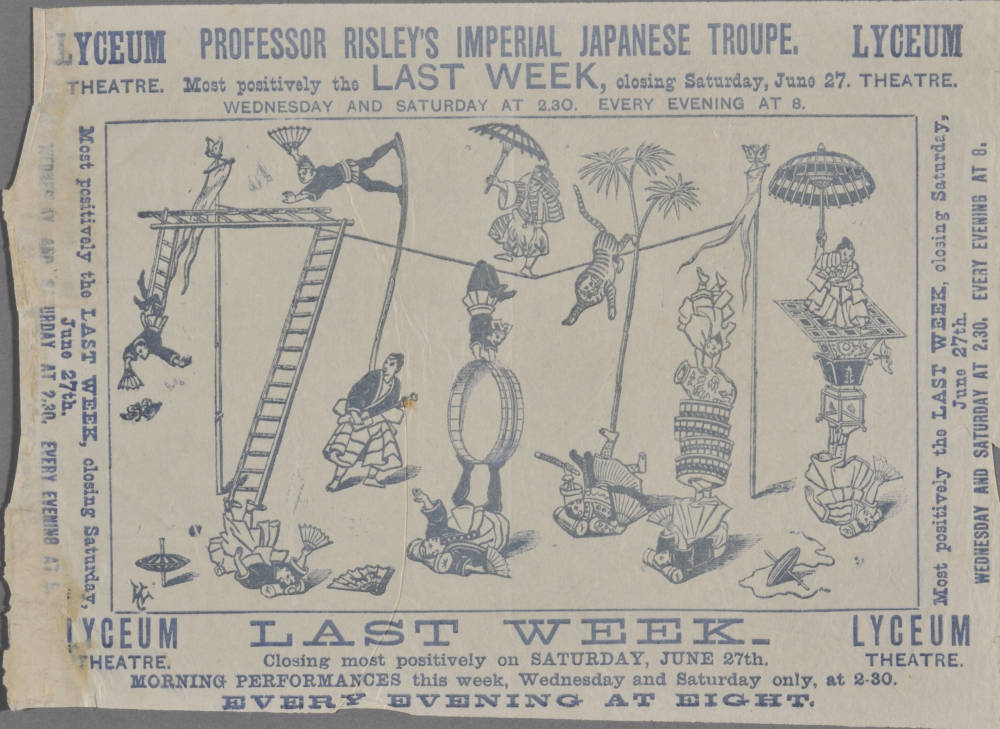 LYCEUM THEATRE.
PROFESSOR RISLEY'S IMPERIAL JAPANESE TROUPE.
Most positively the LAST WEEK, closing Saturday, June 27.
WEDNESDAY AND SATURDAY AT 2.30. EVERY EVENING AT 8.
LYCEUM THEATRE.
WEDNESDAY AND SATURDAY AT 2.30. EVERY EVENING AT 8.
Most positively the LAST WEEK, closing Saturday,
June 27th.
Most positively the LAST WEEK, closing Saturday,
June 27th.
WEDNESDAY AND SATURDAY AT 2.30. EVERY EVENING AT 8.
LYCEUM THEATRE.
LAST WEEK.
Closing most positively on SATURDAY, JUNE 27th.
MORNING PERFORMANCES this week, Wednesday and Saturday only, at 2-30.
EVERY EVENING AT EIGHT.
LYCEUM THEATRE.